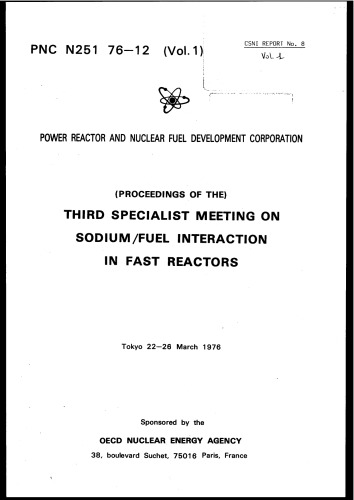 PNC N251 76-12 (Vol.1)
CSNI REPORT No. 8
Vol. 1
POWER REACTOR AND NUCLEAR FUEL DEVELOPMENT CORPORATION
(PROCEEDINGS OF THE)
THIRD SPECIALIST MEETING ON
SODIUM/FUEL INTERACTION
IN FAST REACTORS
Tokyo 22-26 March 1976
Sponsored by the
OECD NUCLEAR ENERGY AGENCY
38, boulevard Suchet, 75016 Paris, France